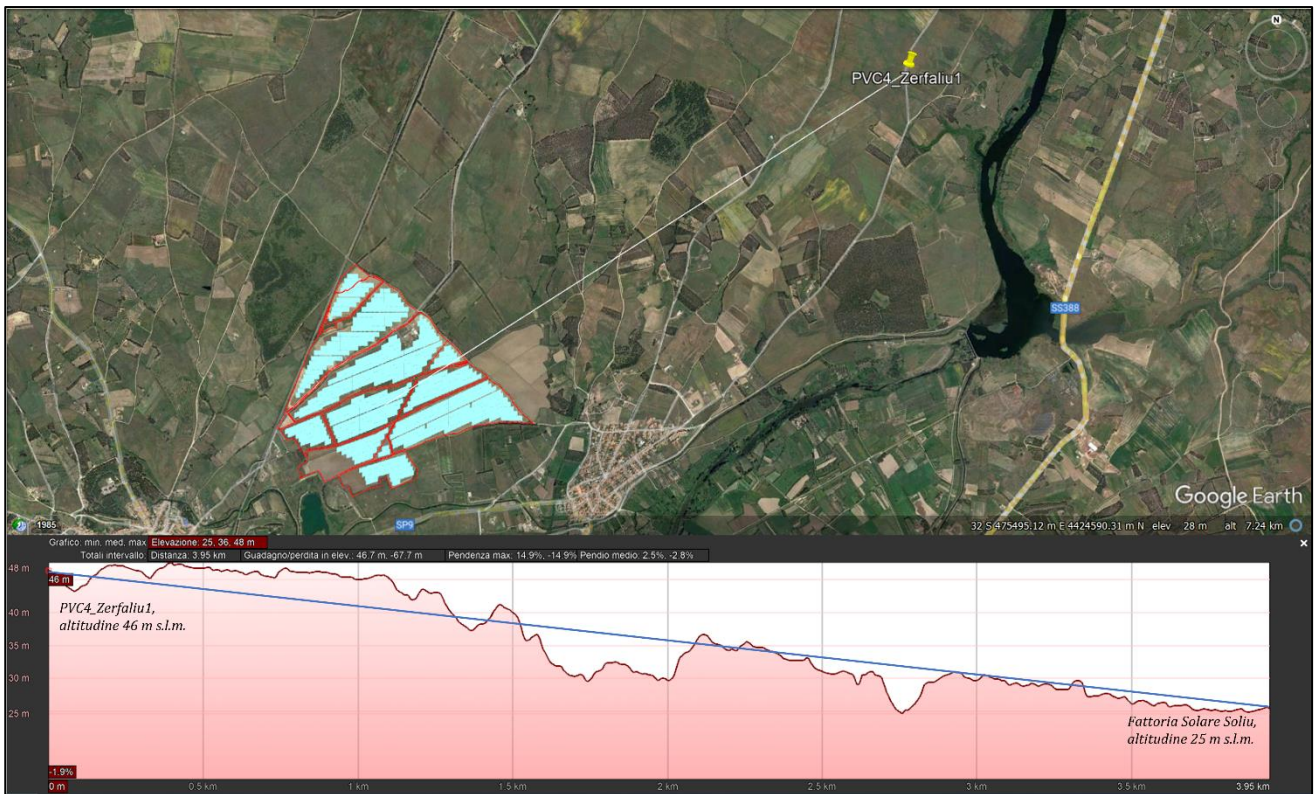 N
PVC4_Zerfaliu1
SS388
Google Earth
1985
SP9
32 S 475495.12 m E 4424590.31 m N elev 28 m alt 7.24 km
Grafico: min. med. max Elevazione: 25, 36, 48 m
Totali intervallo: Distanza: 3.95 km Guadagno/perdita in elev.: 46.7 m, -67.7 m Pendenza max: 14.9%, -14.9% Pendio medio: 2.5%, -2.8%
48 m
46 m
PVC4_Zerfaliu1,
altitudine 46 m s.l.m.
40 m
35 m
30 m
25 m
Fattoria Solare Soliu,
altitudine 25 m s.l.m.
-1.9%
0 m 0.5 km 1 km 1.5 km 2 km 2.5 km 3 km 3.5 km 3.95 km